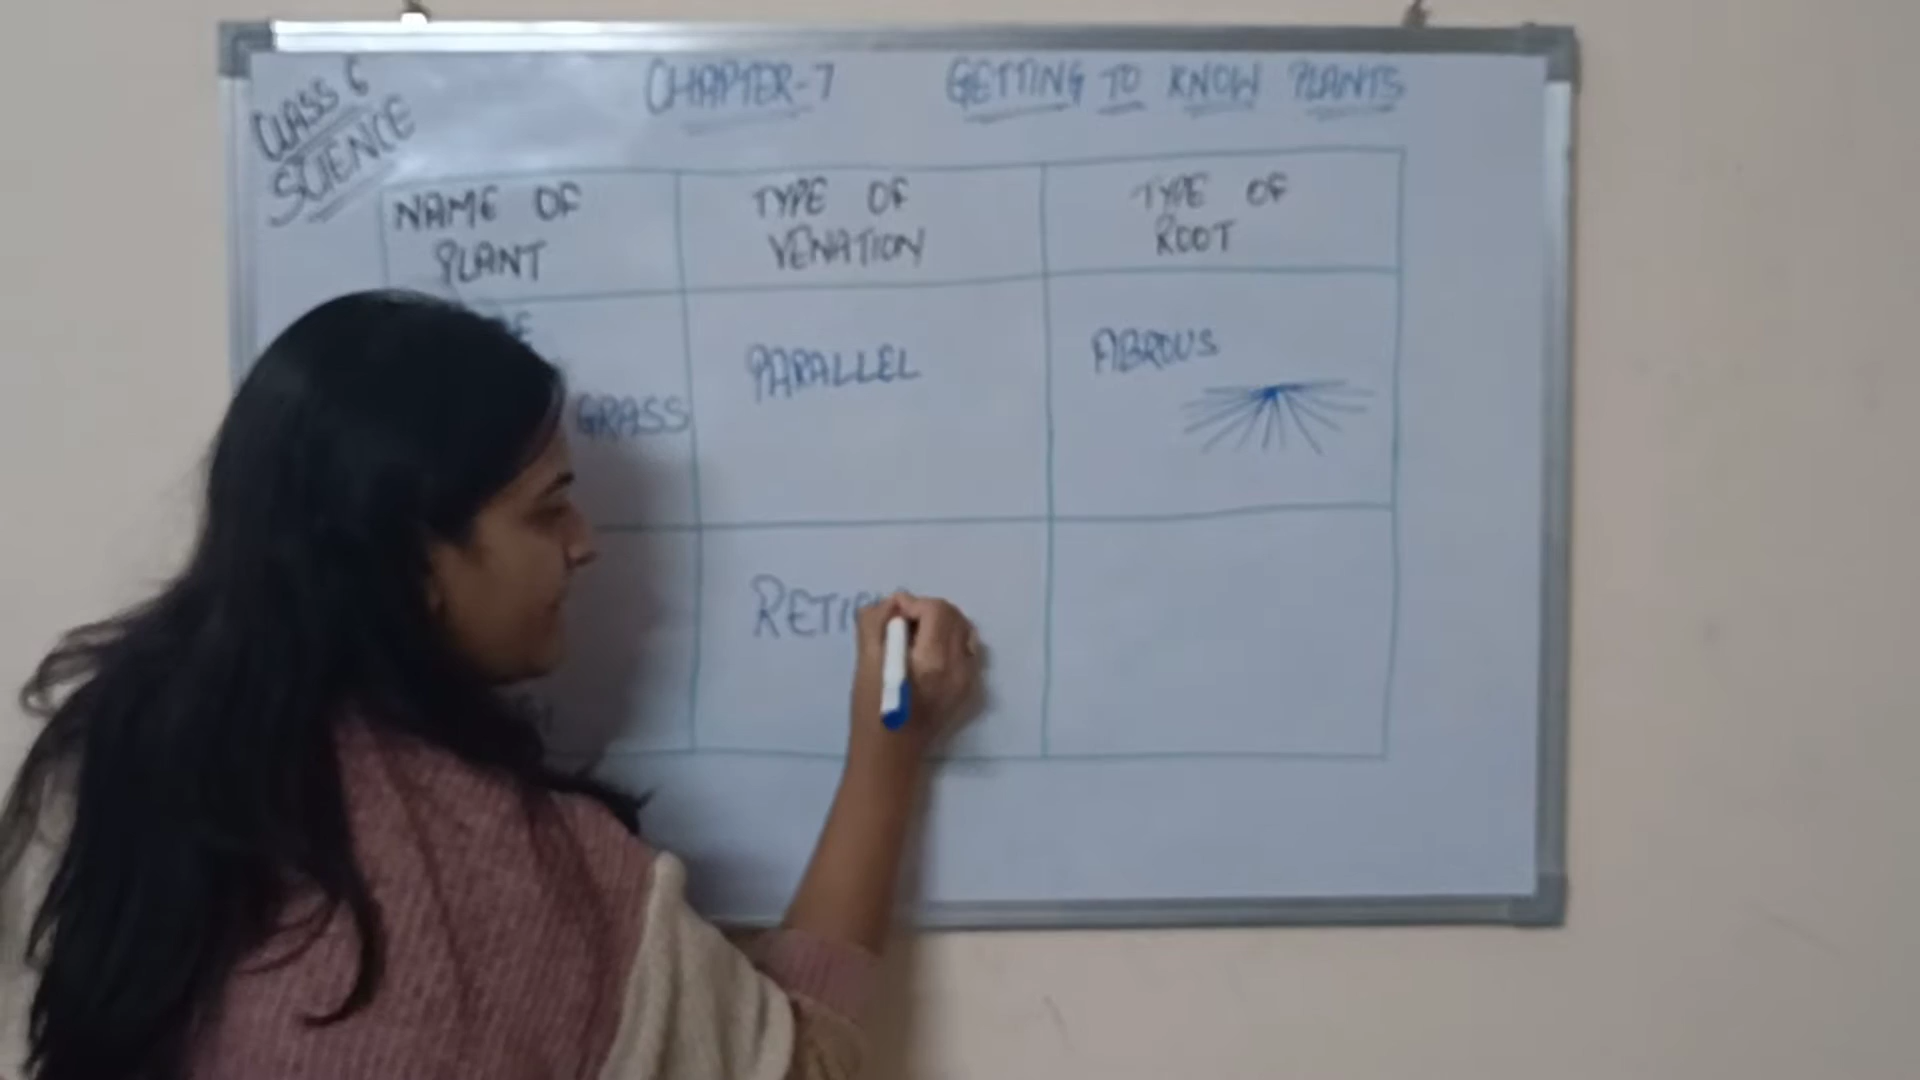 CLASS 6
SCIENCE
CHAPTER-7 GETTING TO KNOW PLANTS
NAME OF PLANT
TYPE OF VENATION
TYPE OF ROOT
GRASS
PARALLEL
FIBROUS